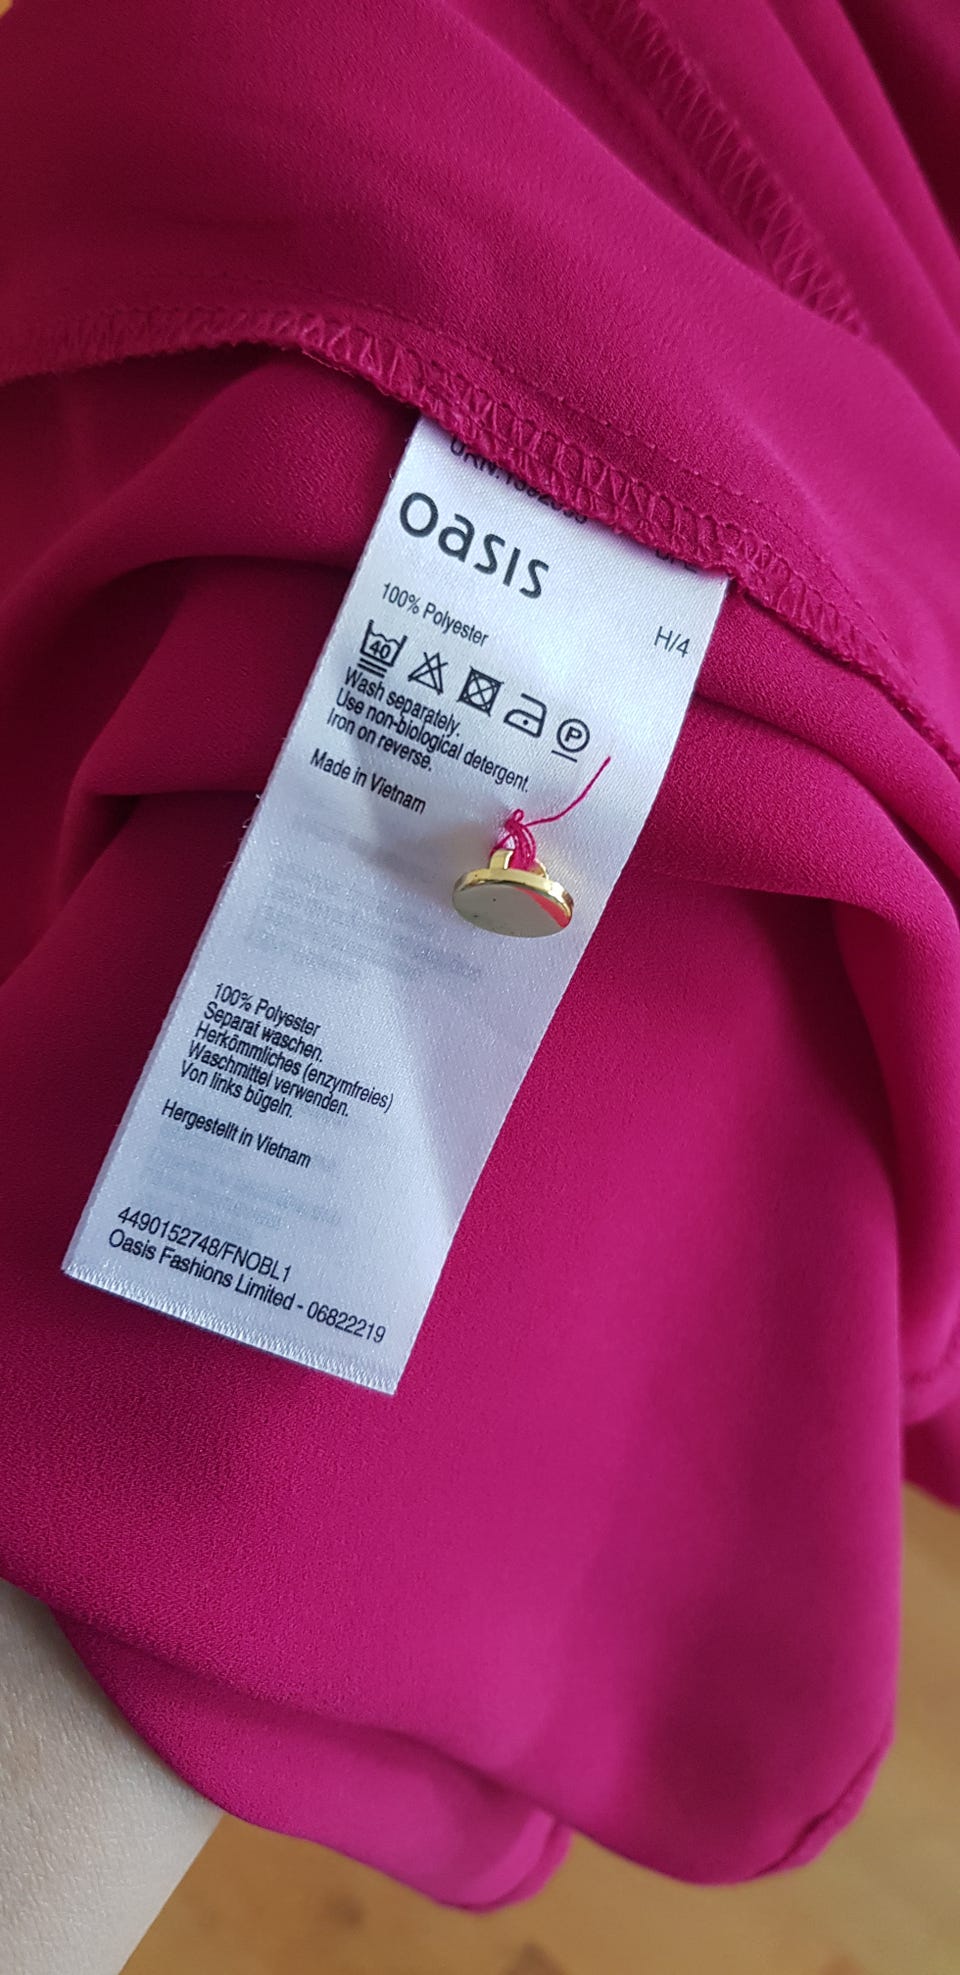 oasis
100% Polyester
H/4
40
P
Wash separately.
Use non-biological detergent.
Iron on reverse.
Made in Vietnam
100% Polyester
Separat waschen.
Herkömmliches (enzymfreies)
Waschmittel verwenden.
Von links bügeln.
Hergestellt in Vietnam
4490152748/FNOBL1
Oasis Fashions Limited - 06822219